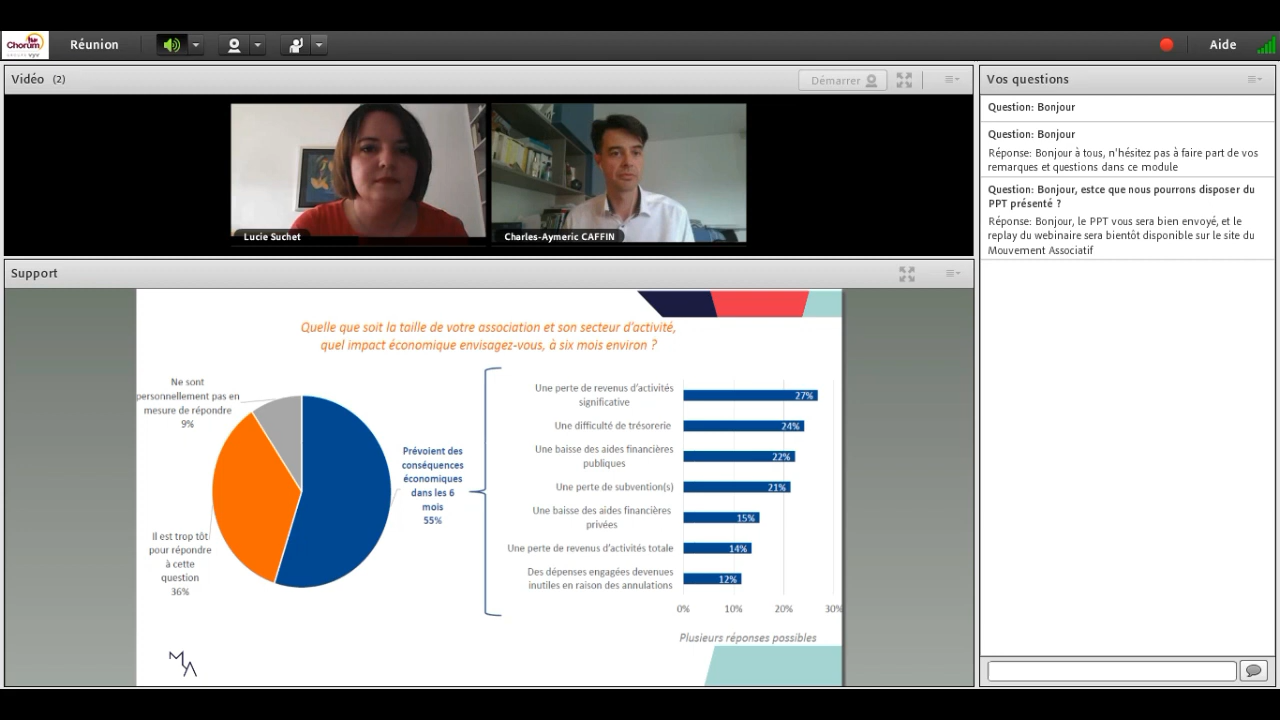 Chorum
GROUPE VYV
Réunion
Aide
Vidéo (2)
Démarrer
Lucie Suchet
Charles-Aymeric CAFFIN
Support
Quelle que soit la taille de votre association et son secteur d'activité,
quel impact économique envisagez-vous, à six mois environ ?
Ne sont
personnellement pas en
mesure de répondre
9%
Il est trop tôt
pour répondre
à cette
question
36%
Prévoient des
conséquences
économiques
dans les 6
mois
55%
Une perte de revenus d'activités
significative
27%
Une difficulté de trésorerie
24%
Une baisse des aides financières
publiques
22%
Une perte de subvention(s)
21%
Une baisse des aides financières
privées
15%
Une perte de revenus d'activités totale
14%
Des dépenses engagées devenues
inutiles en raison des annulations
12%
0% 10% 20% 30%
Plusieurs réponses possibles
MA
Vos questions
Question: Bonjour
Question: Bonjour
Réponse: Bonjour à tous, n'hésitez pas à faire part de vos
remarques et questions dans ce module
Question: Bonjour, estce que nous pourrons disposer du
PPT présenté ?
Réponse: Bonjour, le PPT vous sera bien envoyé, et le
replay du webinaire sera bientôt disponible sur le site du
Mouvement Associatif